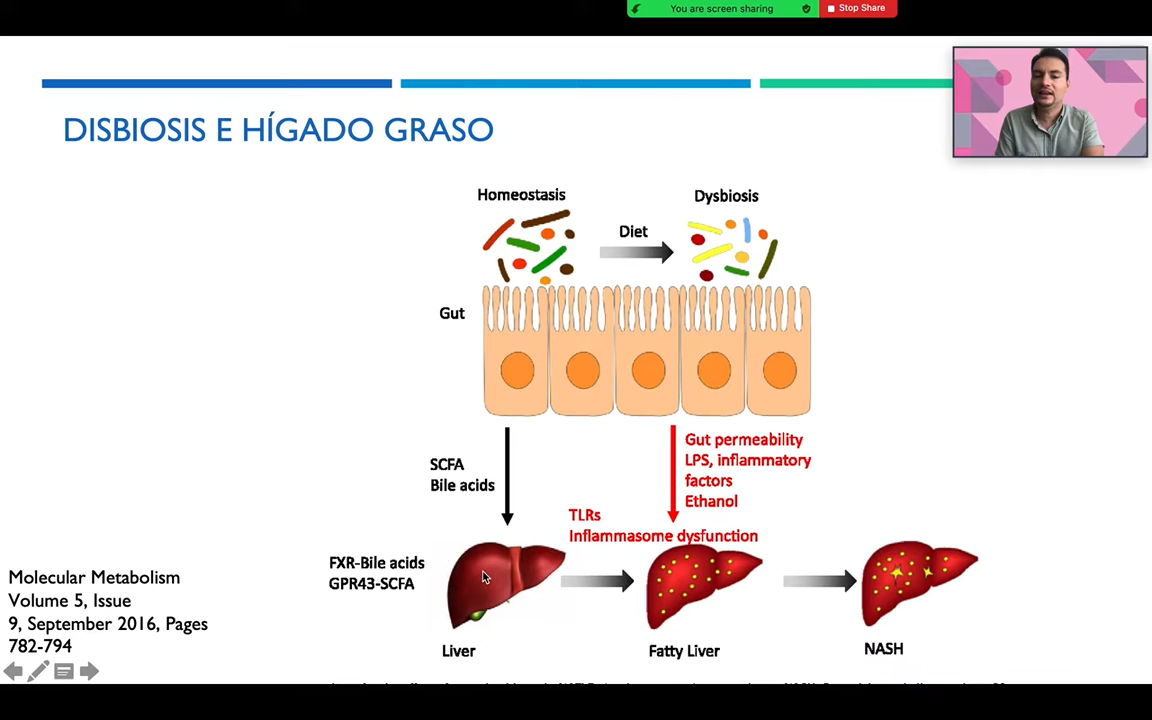 You are screen sharing
Stop Share
DISBIOSIS E HÍGADO GRASO
Homeostasis
Dysbiosis
Diet
Gut
SCFA
Bile acids
Gut permeability
LPS, inflammatory
factors
Ethanol
TLRs
Inflammasome dysfunction
FXR-Bile acids
GPR43-SCFA
Liver
Fatty Liver
NASH
Molecular Metabolism
Volume 5, Issue
9, September 2016, Pages
782-794